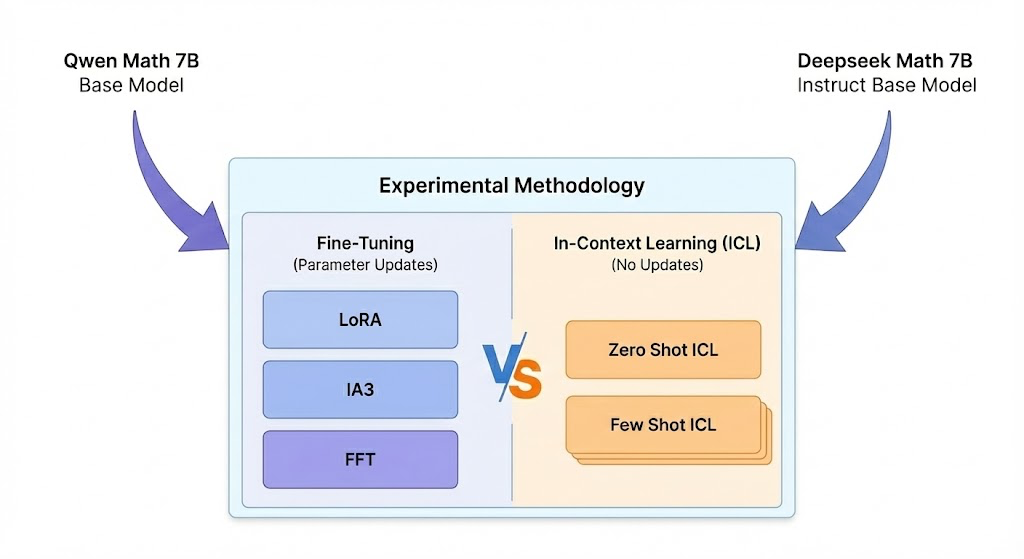 Qwen Math 7B
Base Model
Deepseek Math 7B
Instruct Base Model
Experimental Methodology
Fine-Tuning
(Parameter Updates)
LoRA
IA3
FFT
VS
In-Context Learning (ICL)
(No Updates)
Zero Shot ICL
Few Shot ICL